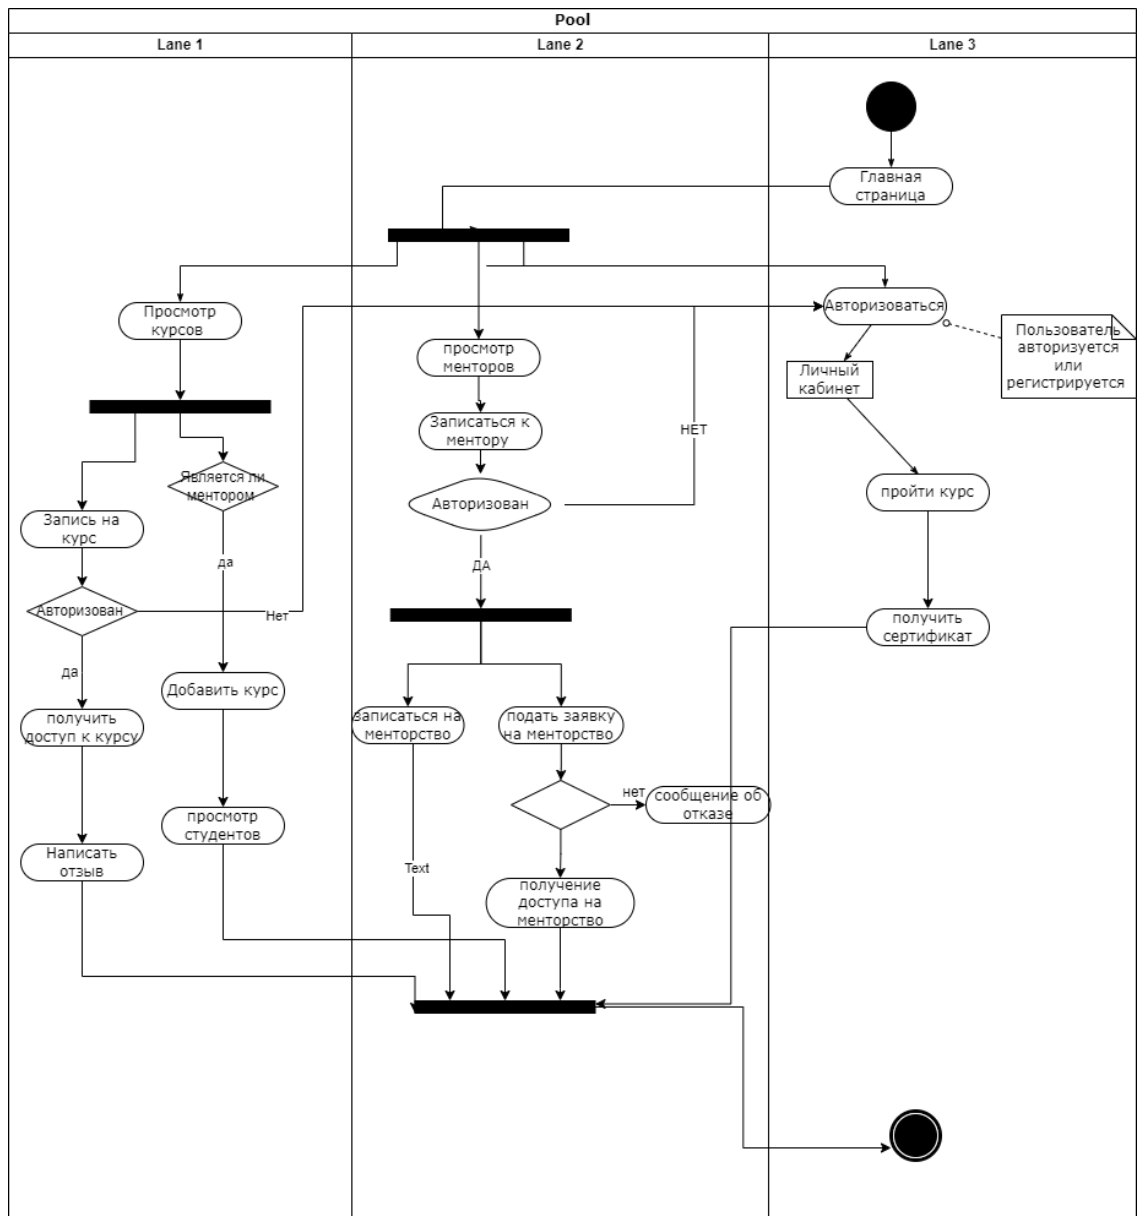 Pool
Lane 1
Lane 2
Lane 3
Главная
страница
Просмотр
курсов
Авторизоваться
Пользователь
авторизуется
или
регистрируется
просмотр
менторов
Личный
кабинет
Записаться к
ментору
НЕТ
Является ли
ментором
пройти курс
Авторизован
Запись на
курс
да
ДА
Авторизован
Нет
получить
сертификат
да
Добавить курс
получить
доступ к курсу
записаться на
менторство
подать заявку
на менторство
нет
сообщение об
отказе
просмотр
студентов
Написать
отзыв
Text
получение
доступа на
менторство